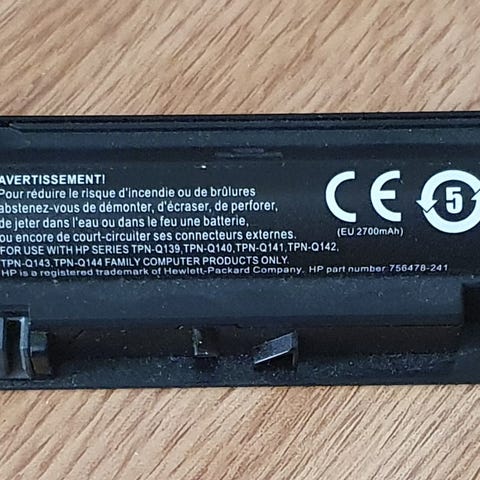 AVERTISSEMENT!
Pour réduire le risque d'incendie ou de brûlures
abstenez-vous de démonter, d'écraser, de perforer,
de jeter dans l'eau ou dans le feu une batterie,
ou encore de court-circuiter ses connecteurs externes.
FOR USE WITH HP SERIES TPN-Q139,TPN-Q140,TPN-Q141,TPN-Q142,
TPN-Q143,TPN-Q144 FAMILY COMPUTER PRODUCTS ONLY.
HP is a registered trademark of Hewlett-Packard Company. HP part number 756478-241
CE
(EU 2700mAh)
5